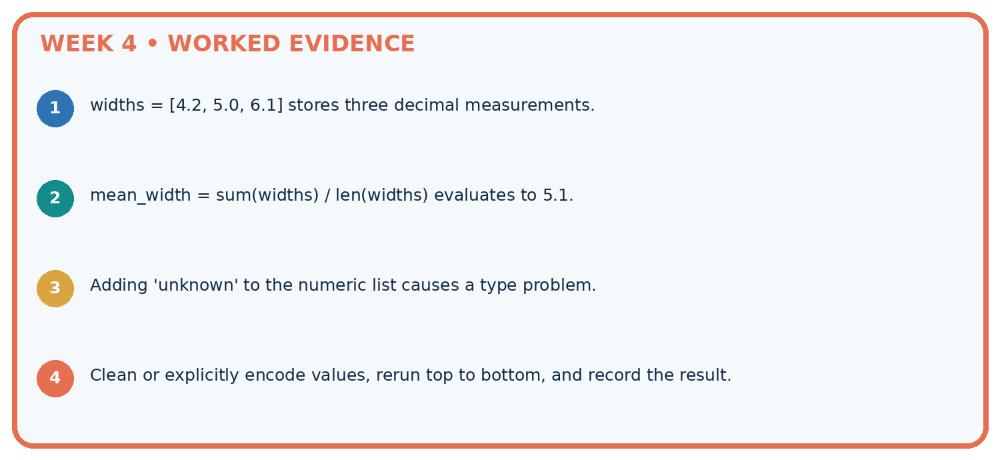 WEEK 4 • WORKED EVIDENCE
1 widths = [4.2, 5.0, 6.1] stores three decimal measurements.
2 mean_width = sum(widths) / len(widths) evaluates to 5.1.
3 Adding 'unknown' to the numeric list causes a type problem.
4 Clean or explicitly encode values, rerun top to bottom, and record the result.